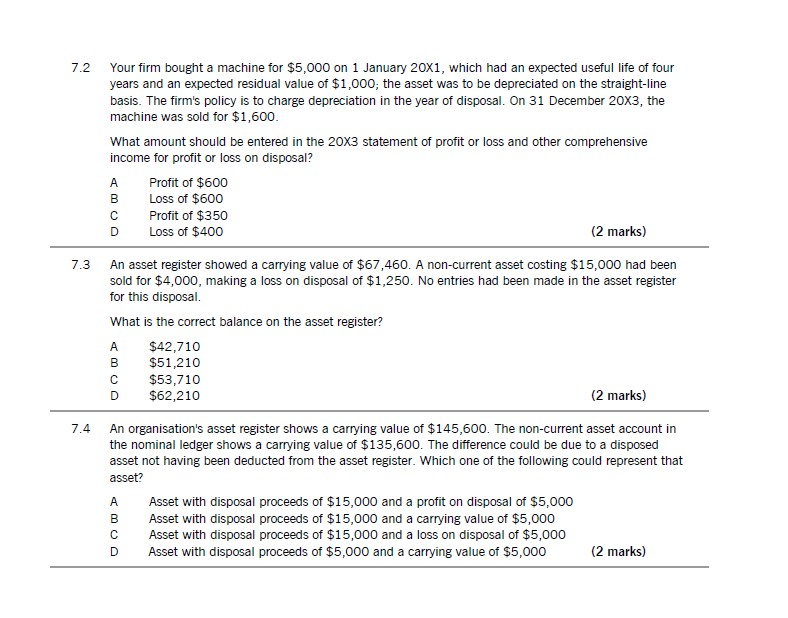 7.2 Your firm bought a machine for $5,000 on 1 January 20X1, which had an expected useful life of four
years and an expected residual value of $1,000; the asset was to be depreciated on the straight-line
basis. The firm's policy is to charge depreciation in the year of disposal. On 31 December 20X3, the
machine was sold for $1,600.
What amount should be entered in the 20X3 statement of profit or loss and other comprehensive
income for profit or loss on disposal?
A Profit of $600
B Loss of $600
C Profit of $350
D Loss of $400 (2 marks)
7.3 An asset register showed a carrying value of $67,460. A non-current asset costing $15,000 had been
sold for $4,000, making a loss on disposal of $1,250. No entries had been made in the asset register
for this disposal.
What is the correct balance on the asset register?
A $42,710
B $51,210
C $53,710
D $62,210 (2 marks)
7.4 An organisation's asset register shows a carrying value of $145,600. The non-current asset account in
the nominal ledger shows a carrying value of $135,600. The difference could be due to a disposed
asset not having been deducted from the asset register. Which one of the following could represent that
asset?
A Asset with disposal proceeds of $15,000 and a profit on disposal of $5,000
B Asset with disposal proceeds of $15,000 and a carrying value of $5,000
C Asset with disposal proceeds of $15,000 and a loss on disposal of $5,000
D Asset with disposal proceeds of $5,000 and a carrying value of $5,000 (2 marks)